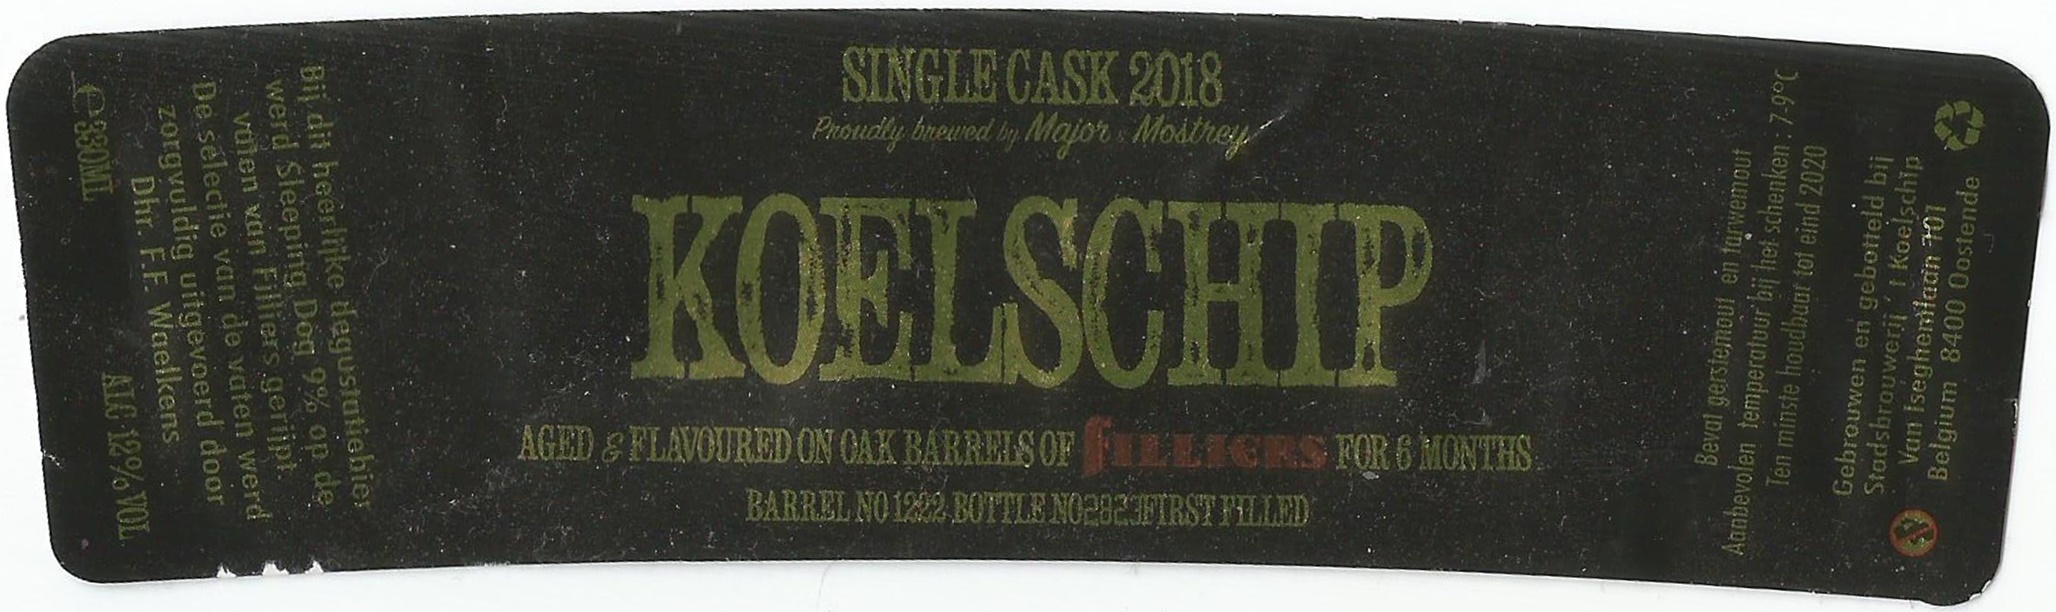 SINGLE CASK 2018
Proudly brewed by Major & Mostrey
KOELSCHIP
AGED & FLAVOURED ON OAK BARRELS OF FILLIERS FOR 6 MONTHS
BARREL NO 1222 BOTTLE NO 2823 FIRST FILLED
Bij dit heerlijke degustatiebier
werd Sleeping Dog 9% op de
vaten van Filliers gerijpt.
De selectie van de vaten werd
zorgvuldig uitgevoerd door
Dhr. F.F. Waelkens
e 330ML ALC 12% VOL
Bevat gerstemout en tarwemout
Aanbevolen temperatuur bij het schenken : 7-9°C
Ten minste houdbaar tot eind 2020
Gebrouwen en gebotteld bij
Stadsbrouwerij 't Koelschip
Van Iseghemlaan 101
Belgium 8400 Oostende